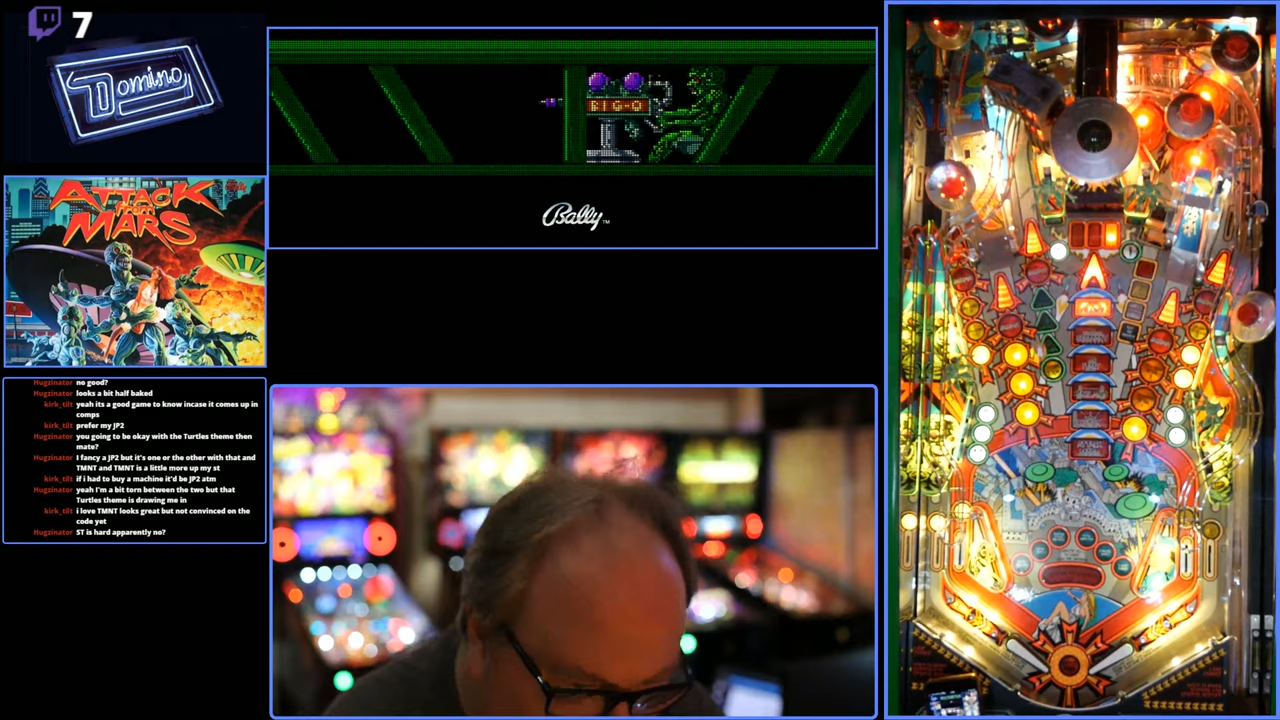 7
Domino
ATTACK
from
MARS
BIG-O
Bally™
Hugzinator no good?
Hugzinator looks a bit half baked
kirk_tilt yeah its a good game to know incase it comes up in
comps
kirk_tilt prefer my JP2
Hugzinator you going to be okay with the Turtles theme then
mate?
Hugzinator I fancy a JP2 but it's one or the other with that and
TMNT and TMNT is a little more up my st
kirk_tilt if i had to buy a machine it'd be JP2 atm
Hugzinator yeah I'm a bit torn between the two but that
Turtles theme is drawing me in
kirk_tilt i love TMNT looks great but not convinced on the
code yet
Hugzinator ST is hard apparently no?